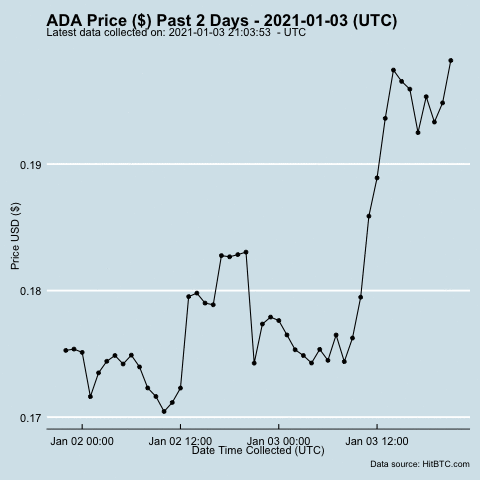 ADA Price ($) Past 2 Days - 2021-01-03 (UTC)
Latest data collected on: 2021-01-03 21:03:53 - UTC
0.19
0.18
0.17
Price USD ($)
Jan 02 00:00 Jan 02 12:00 Jan 03 00:00 Jan 03 12:00
Date Time Collected (UTC)
Data source: HitBTC.com